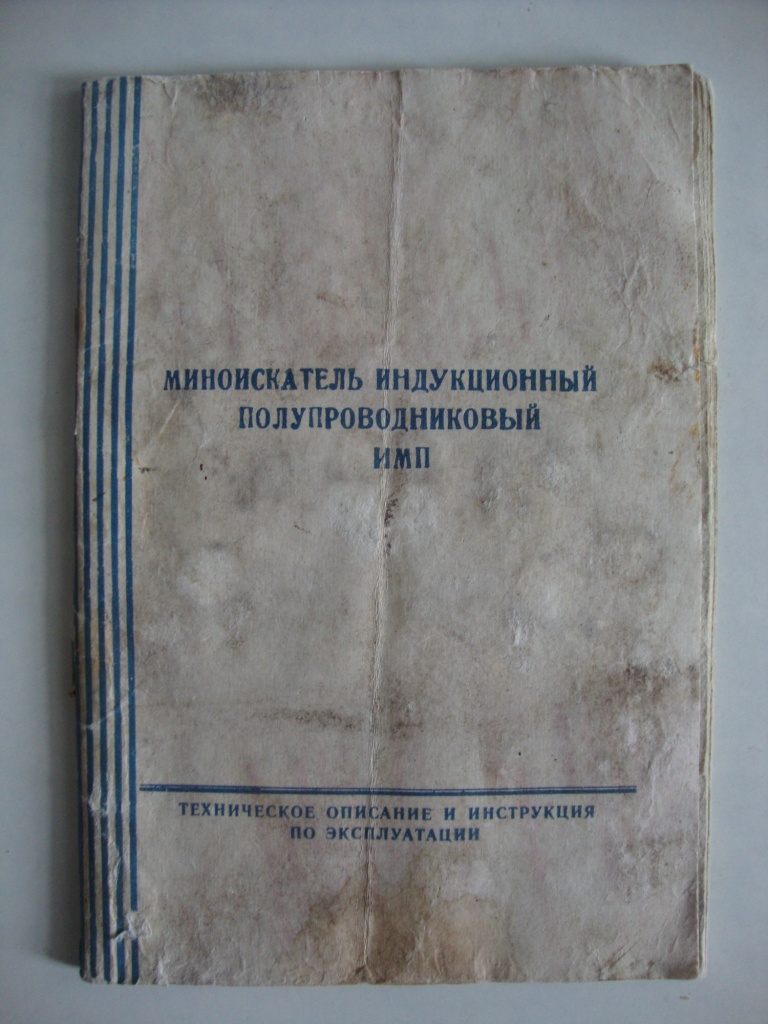 МИНОИСКАТЕЛЬ ИНДУКЦИОННЫЙ
ПОЛУПРОВОДНИКОВЫЙ
ИМП
ТЕХНИЧЕСКОЕ ОПИСАНИЕ И ИНСТРУКЦИЯ
ПО ЭКСПЛУАТАЦИИ